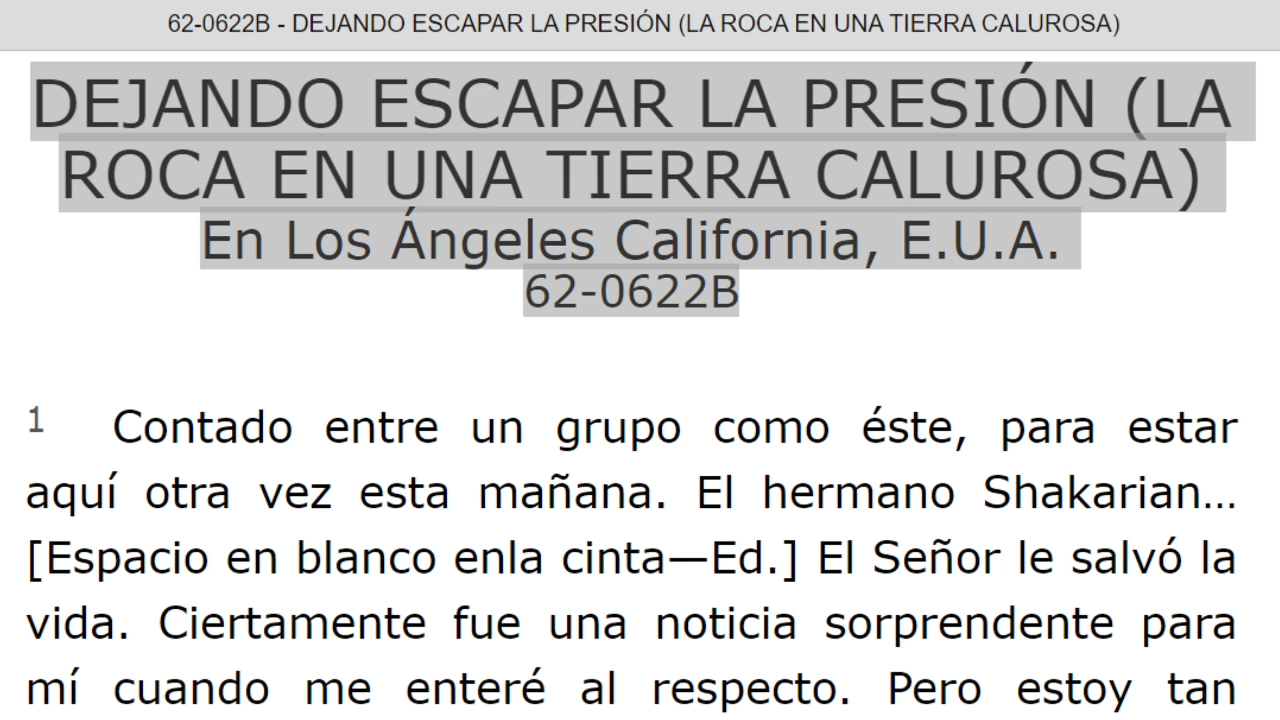 62-0622B - DEJANDO ESCAPAR LA PRESIÓN (LA ROCA EN UNA TIERRA CALUROSA)
DEJANDO ESCAPAR LA PRESIÓN (LA
ROCA EN UNA TIERRA CALUROSA)
En Los Ángeles California, E.U.A.
62-0622B
1 Contado entre un grupo como éste, para estar
aquí otra vez esta mañana. El hermano Shakarian…
[Espacio en blanco enla cinta—Ed.] El Señor le salvó la
vida. Ciertamente fue una noticia sorprendente para
mí cuando me enteré al respecto. Pero estoy tan